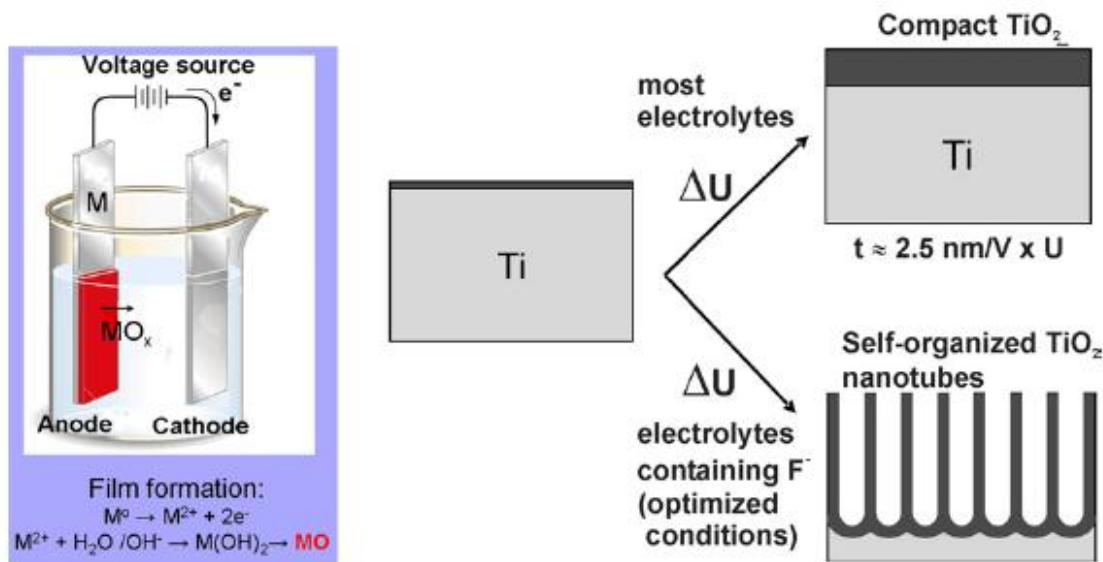 Voltage source
e⁻
M
MOₓ
Anode Cathode
Film formation:
M⁰ → M²⁺ + 2e⁻
M²⁺ + H₂O /OH⁻ → M(OH)₂→ MO
Ti
most
electrolytes
ΔU
ΔU
electrolytes
containing F⁻
(optimized
conditions)
Compact TiO₂
Ti
t ≈ 2.5 nm/V x U
Self-organized TiO₂
nanotubes